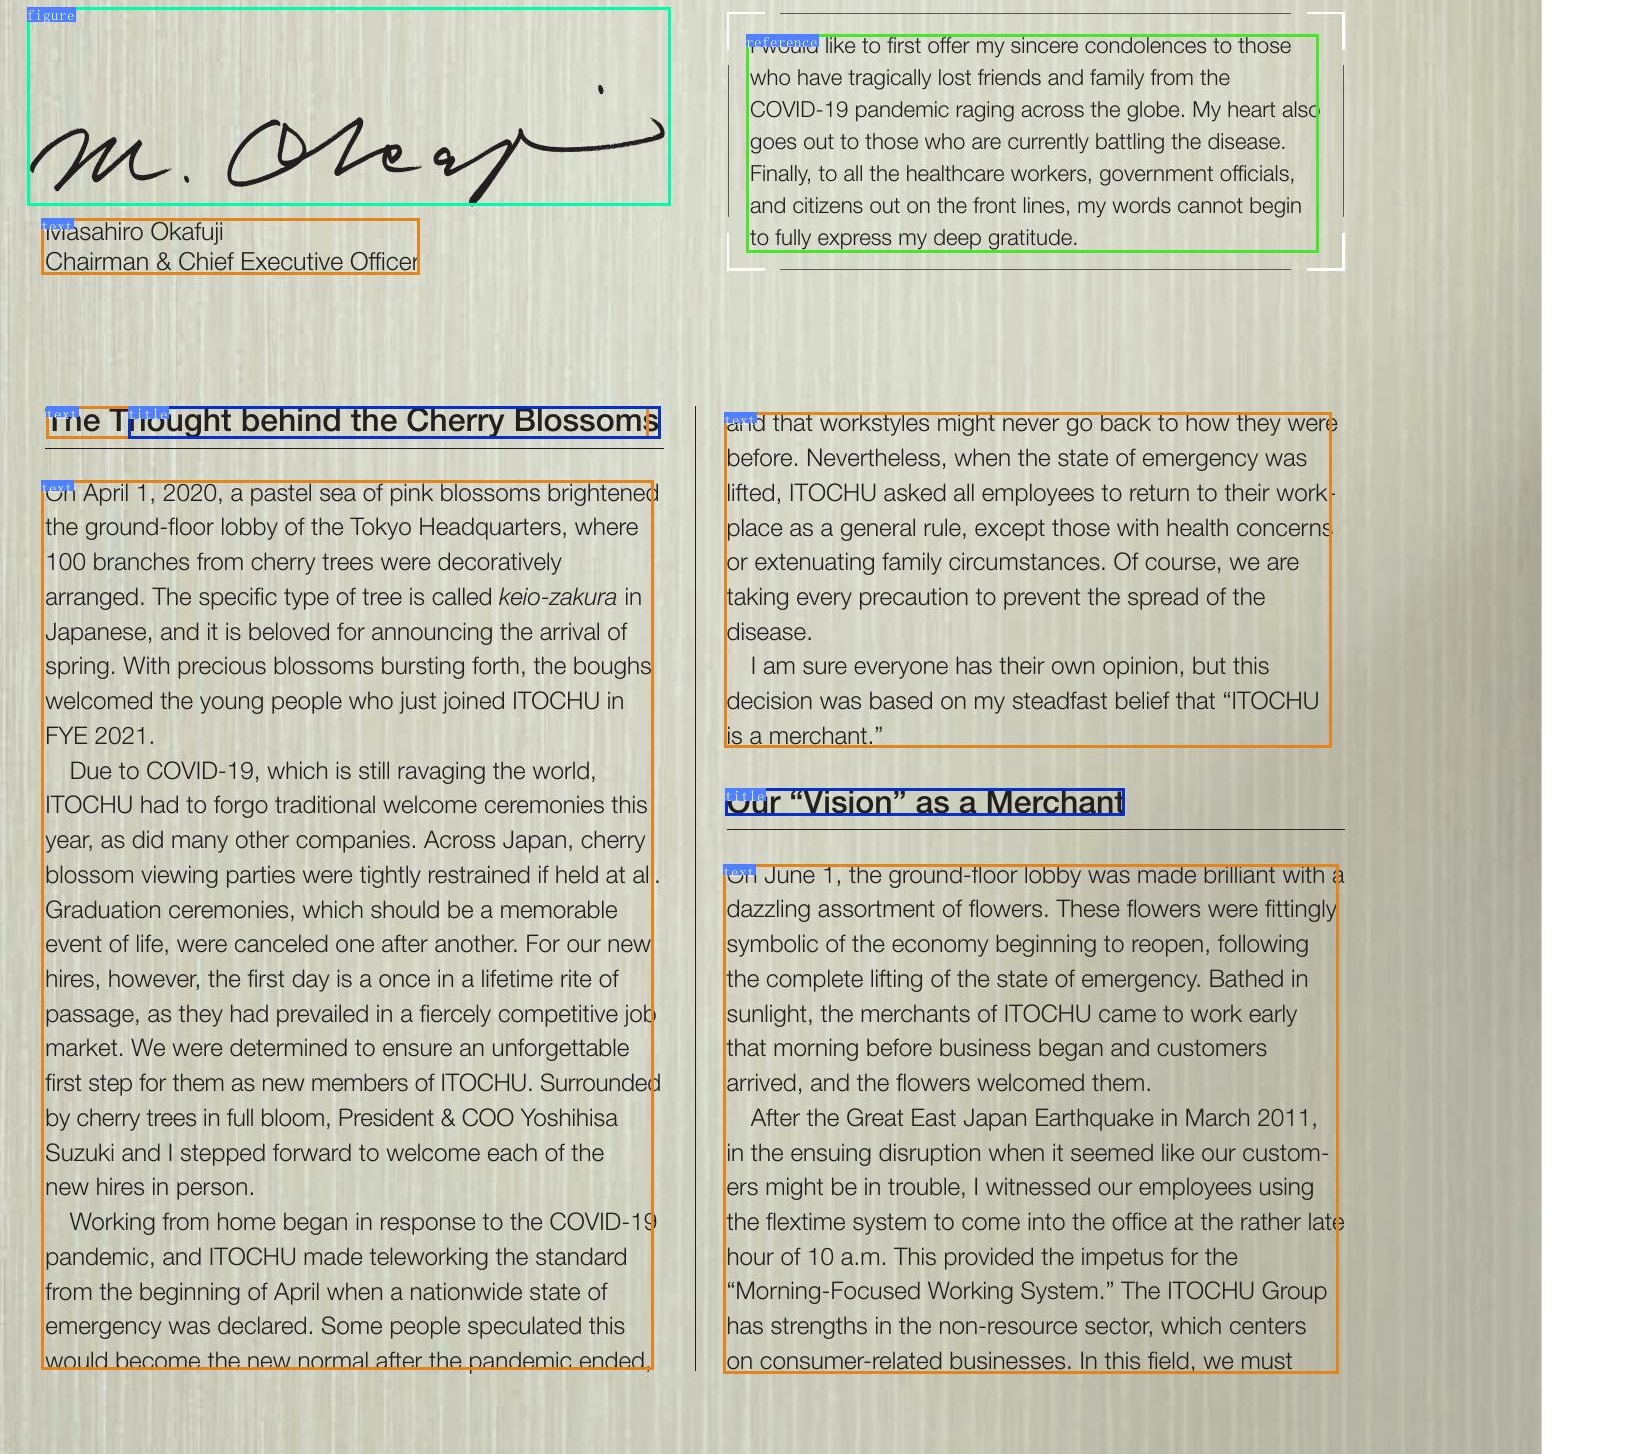 figure
M. Okafuji
text
Masahiro Okafuji
Chairman & Chief Executive Officer
reference
I would like to first offer my sincere condolences to those
who have tragically lost friends and family from the
COVID-19 pandemic raging across the globe. My heart also
goes out to those who are currently battling the disease.
Finally, to all the healthcare workers, government officials,
and citizens out on the front lines, my words cannot begin
to fully express my deep gratitude.
text
title
The Thought behind the Cherry Blossoms
text
On April 1, 2020, a pastel sea of pink blossoms brightened
the ground-floor lobby of the Tokyo Headquarters, where
100 branches from cherry trees were decoratively
arranged. The specific type of tree is called keio-zakura in
Japanese, and it is beloved for announcing the arrival of
spring. With precious blossoms bursting forth, the boughs
welcomed the young people who just joined ITOCHU in
FYE 2021.
Due to COVID-19, which is still ravaging the world,
ITOCHU had to forgo traditional welcome ceremonies this
year, as did many other companies. Across Japan, cherry
blossom viewing parties were tightly restrained if held at all.
Graduation ceremonies, which should be a memorable
event of life, were canceled one after another. For our new
hires, however, the first day is a once in a lifetime rite of
passage, as they had prevailed in a fiercely competitive job
market. We were determined to ensure an unforgettable
first step for them as new members of ITOCHU. Surrounded
by cherry trees in full bloom, President & COO Yoshihisa
Suzuki and I stepped forward to welcome each of the
new hires in person.
Working from home began in response to the COVID-19
pandemic, and ITOCHU made teleworking the standard
from the beginning of April when a nationwide state of
emergency was declared. Some people speculated this
would become the new normal after the pandemic ended,
text
and that workstyles might never go back to how they were
before. Nevertheless, when the state of emergency was
lifted, ITOCHU asked all employees to return to their work-
place as a general rule, except those with health concerns
or extenuating family circumstances. Of course, we are
taking every precaution to prevent the spread of the
disease.
I am sure everyone has their own opinion, but this
decision was based on my steadfast belief that “ITOCHU
is a merchant.”
title
Our “Vision” as a Merchant
text
On June 1, the ground-floor lobby was made brilliant with a
dazzling assortment of flowers. These flowers were fittingly
symbolic of the economy beginning to reopen, following
the complete lifting of the state of emergency. Bathed in
sunlight, the merchants of ITOCHU came to work early
that morning before business began and customers
arrived, and the flowers welcomed them.
After the Great East Japan Earthquake in March 2011,
in the ensuing disruption when it seemed like our custom-
ers might be in trouble, I witnessed our employees using
the flextime system to come into the office at the rather late
hour of 10 a.m. This provided the impetus for the
“Morning-Focused Working System.” The ITOCHU Group
has strengths in the non-resource sector, which centers
on consumer-related businesses. In this field, we must